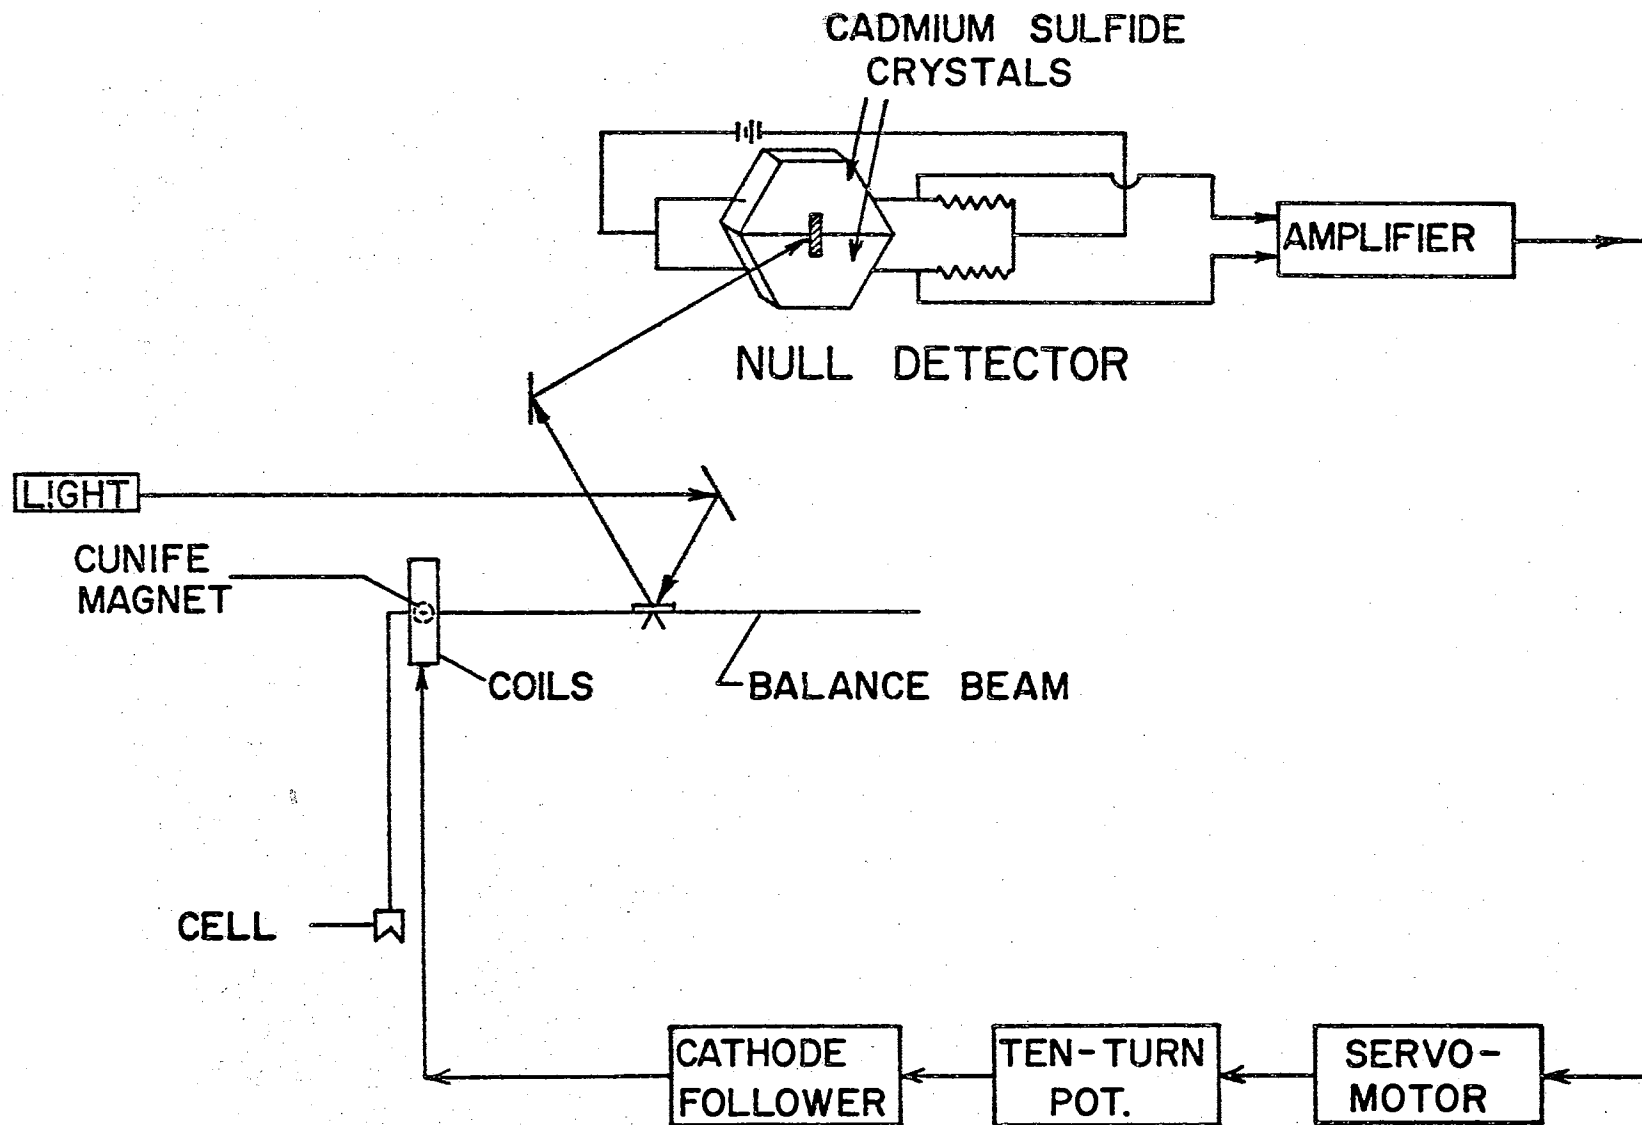 CADMIUM SULFIDE
CRYSTALS
AMPLIFIER
NULL DETECTOR
LIGHT
CUNIFE
MAGNET
COILS
BALANCE BEAM
CELL
CATHODE
FOLLOWER
TEN-TURN
POT.
SERVO-
MOTOR